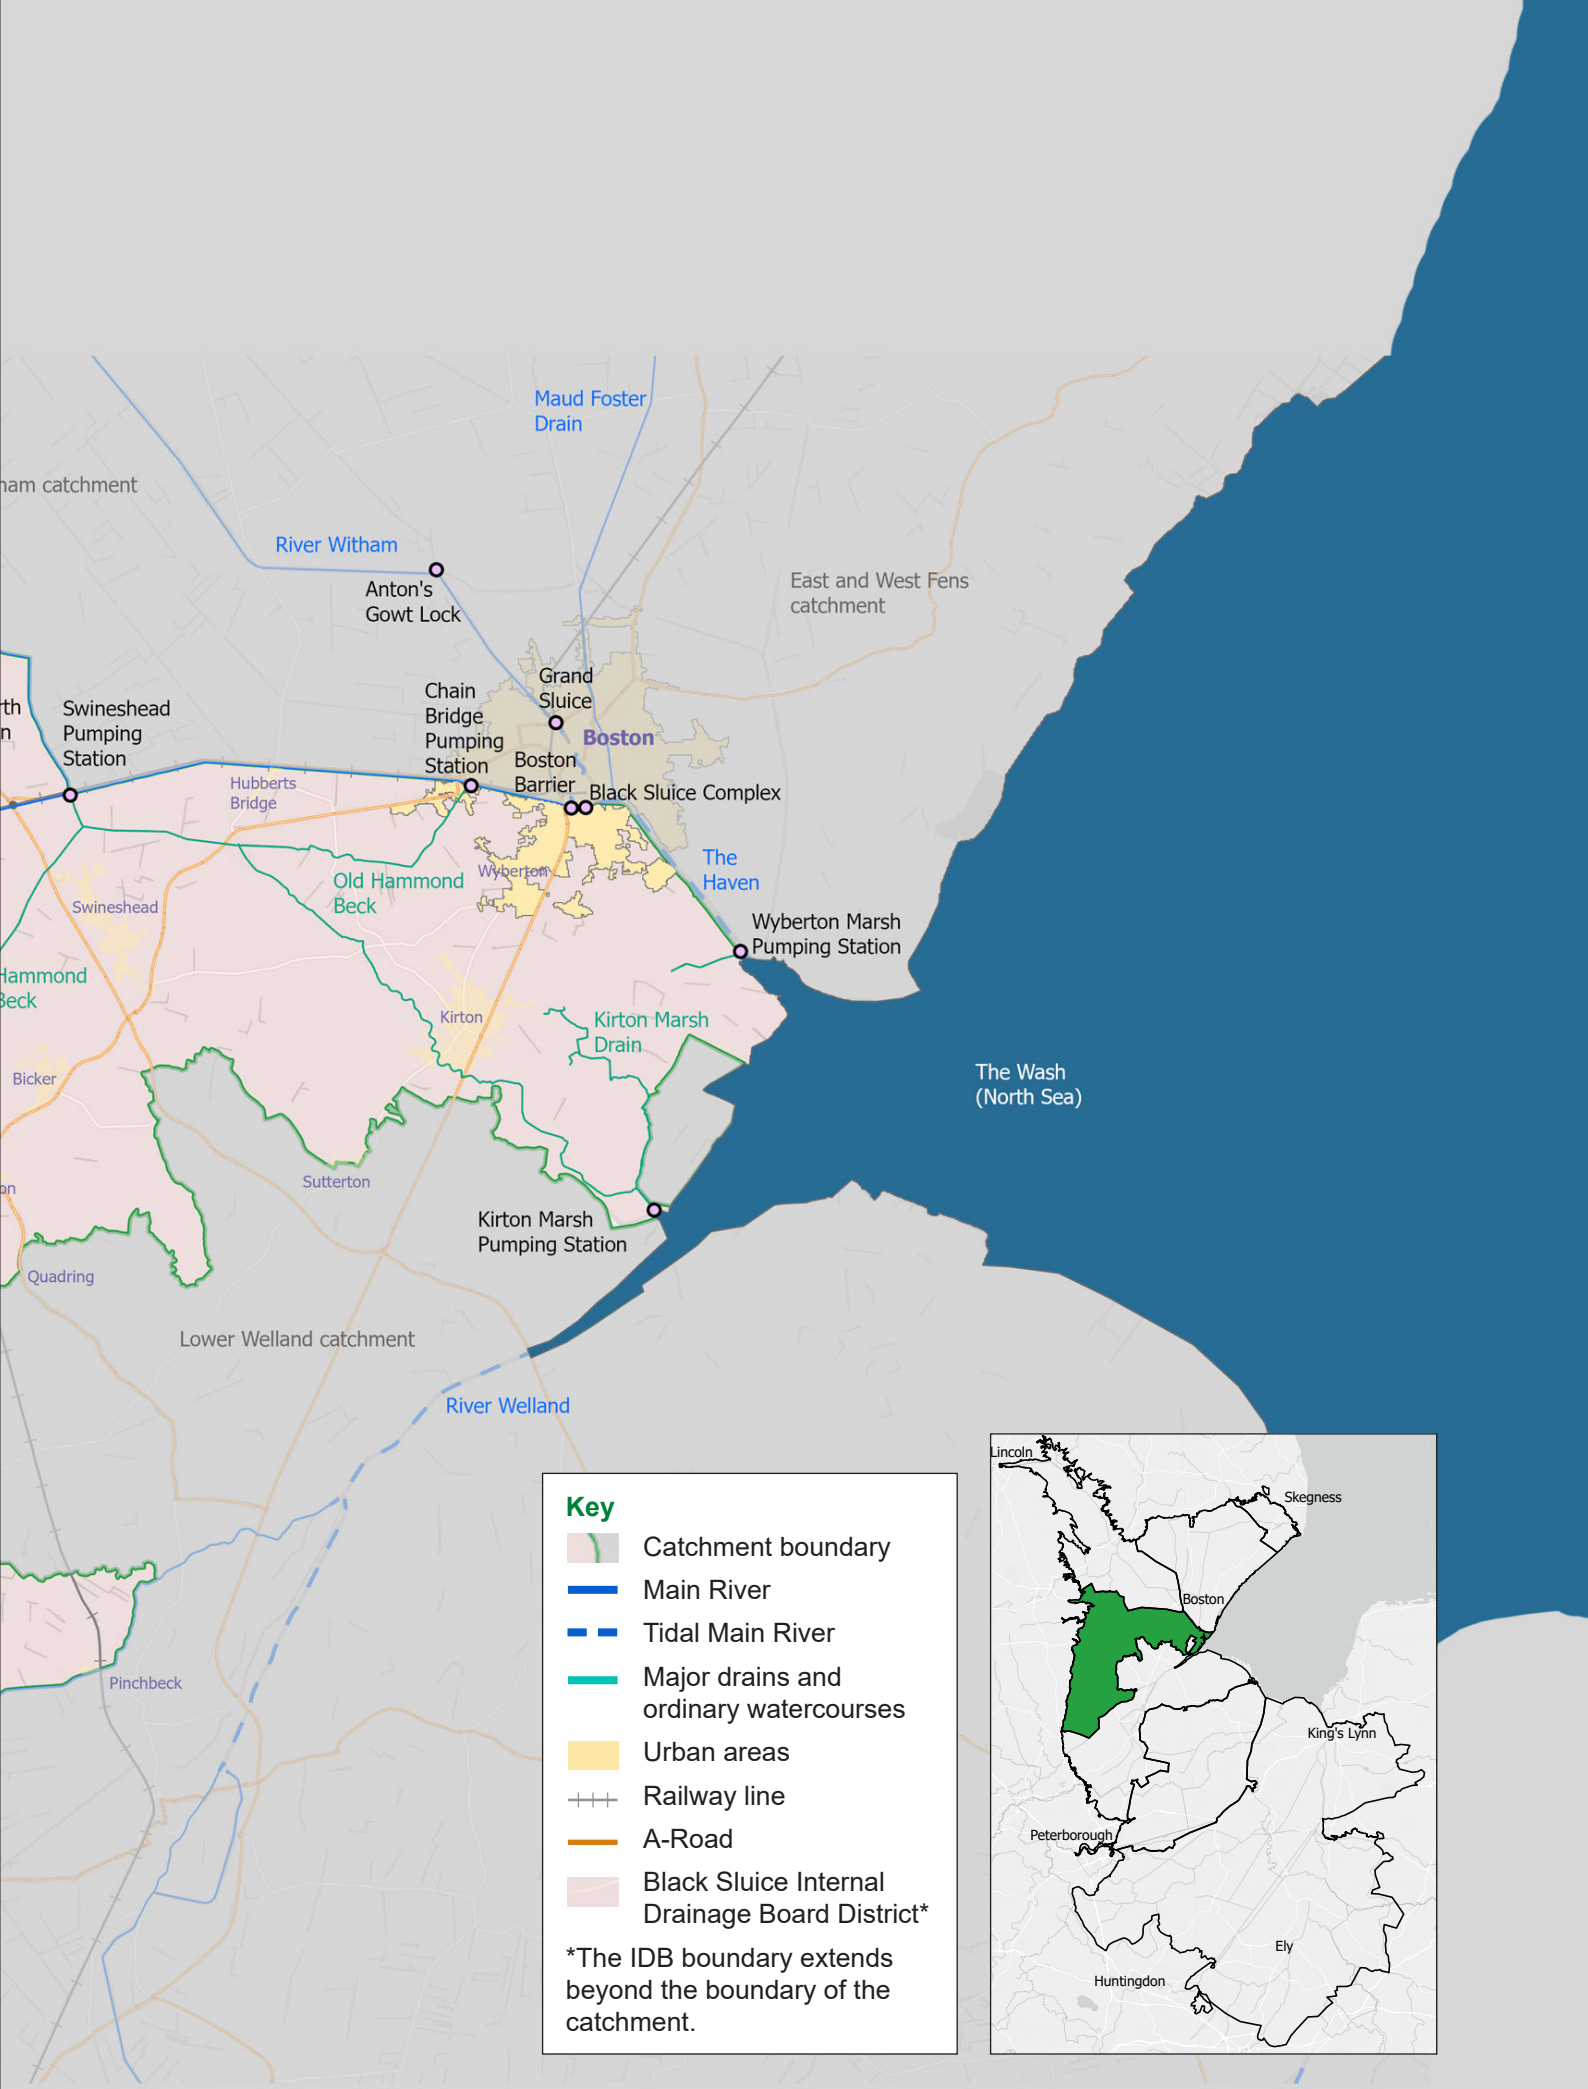 Maud Foster
Drain
ham catchment
River Witham
Anton's
Gowt Lock
East and West Fens
catchment
Grand
Sluice
Chain
Bridge
Pumping
Station
rth
n
Swineshead
Pumping
Station
Boston
Boston
Barrier
Hubberts
Bridge
Black Sluice Complex
The
Haven
Wyberton
Old Hammond
Beck
Swineshead
Wyberton Marsh
Pumping Station
Hammond
Beck
Kirton
Kirton Marsh
Drain
Bicker
The Wash
(North Sea)
Sutterton
on
Kirton Marsh
Pumping Station
Quadring
Lower Welland catchment
River Welland
Pinchbeck
Key
Catchment boundary
Main River
Tidal Main River
Major drains and
ordinary watercourses
Urban areas
Railway line
A-Road
Black Sluice Internal
Drainage Board District*
*The IDB boundary extends
beyond the boundary of the
catchment.
Lincoln
Skegness
Boston
King's Lynn
Peterborough
Ely
Huntingdon